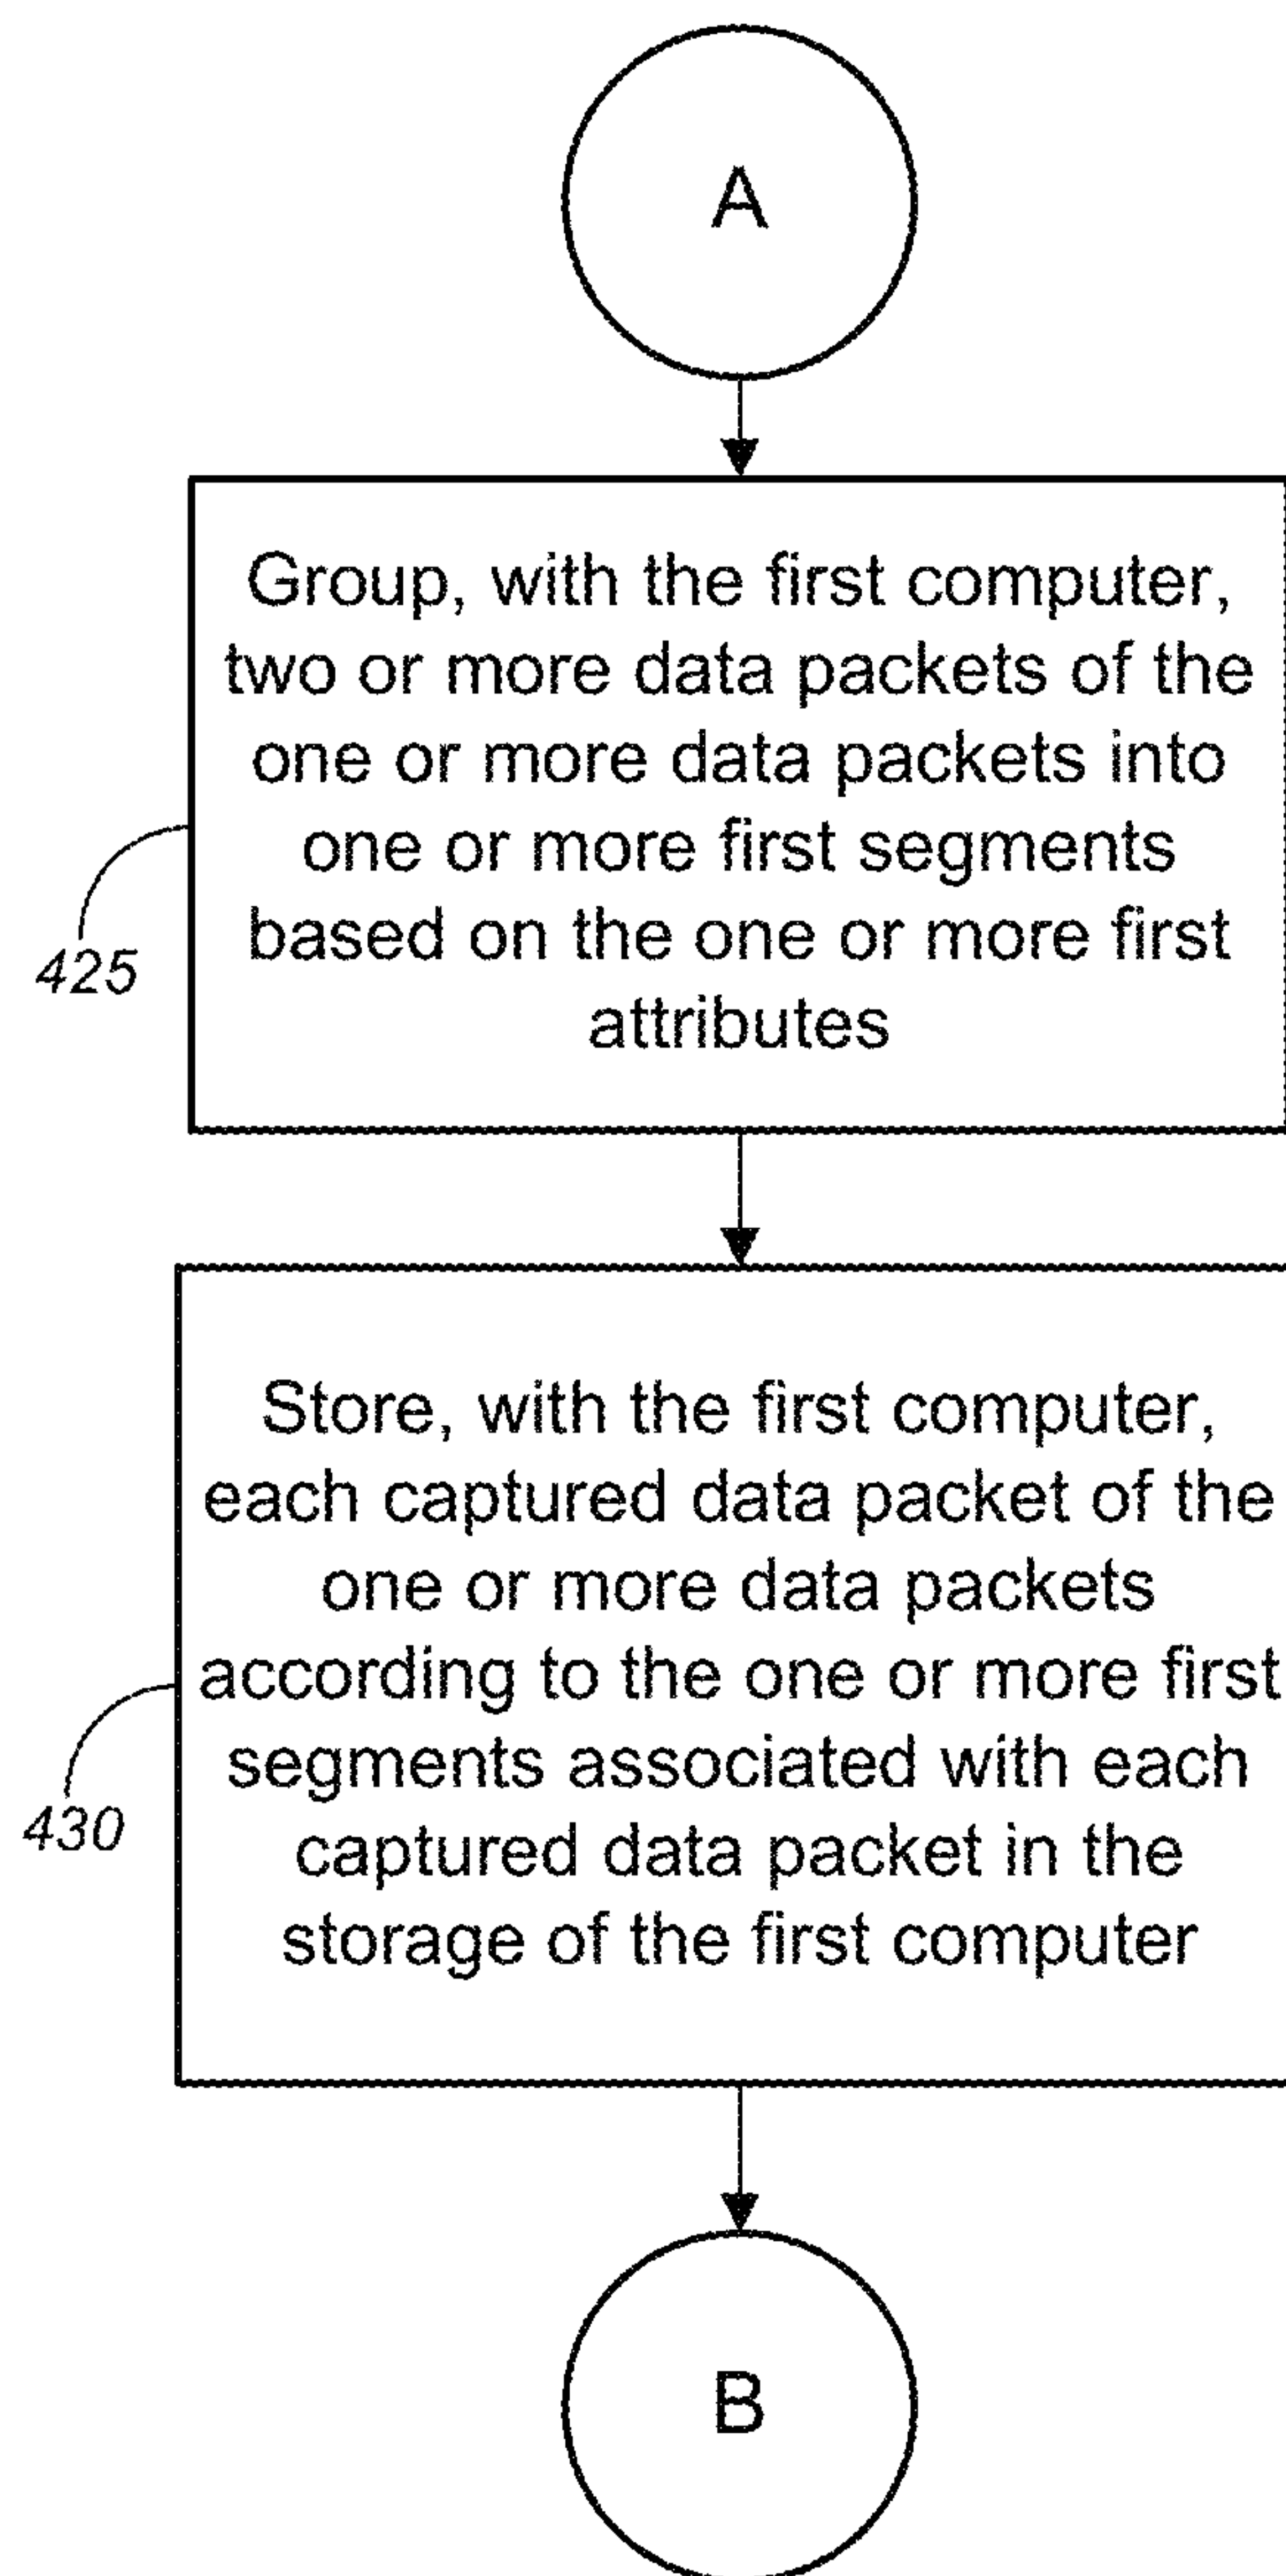 A
Group, with the first computer,
two or more data packets of the
one or more data packets into
one or more first segments
based on the one or more first
attributes
425
Store, with the first computer,
each captured data packet of the
one or more data packets
according to the one or more first
segments associated with each
captured data packet in the
storage of the first computer
430
B